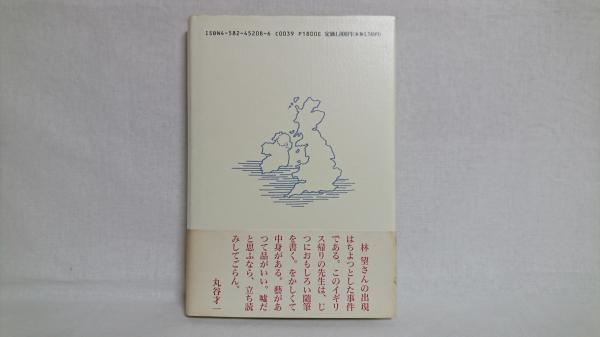 ISBN4-582-45208-6 C0039 P1800E 定価1,800円(本体1,748円)
林 望さんの出現
はちよつとした事件
である。このイギリ
ス帰りの先生は、じ
つにおもしろい随筆
を書く。をかしくて
中身がある。藝があ
つて品がいい。嘘だ
と思ふなら、立ち読
みしてごらん。
丸谷才一